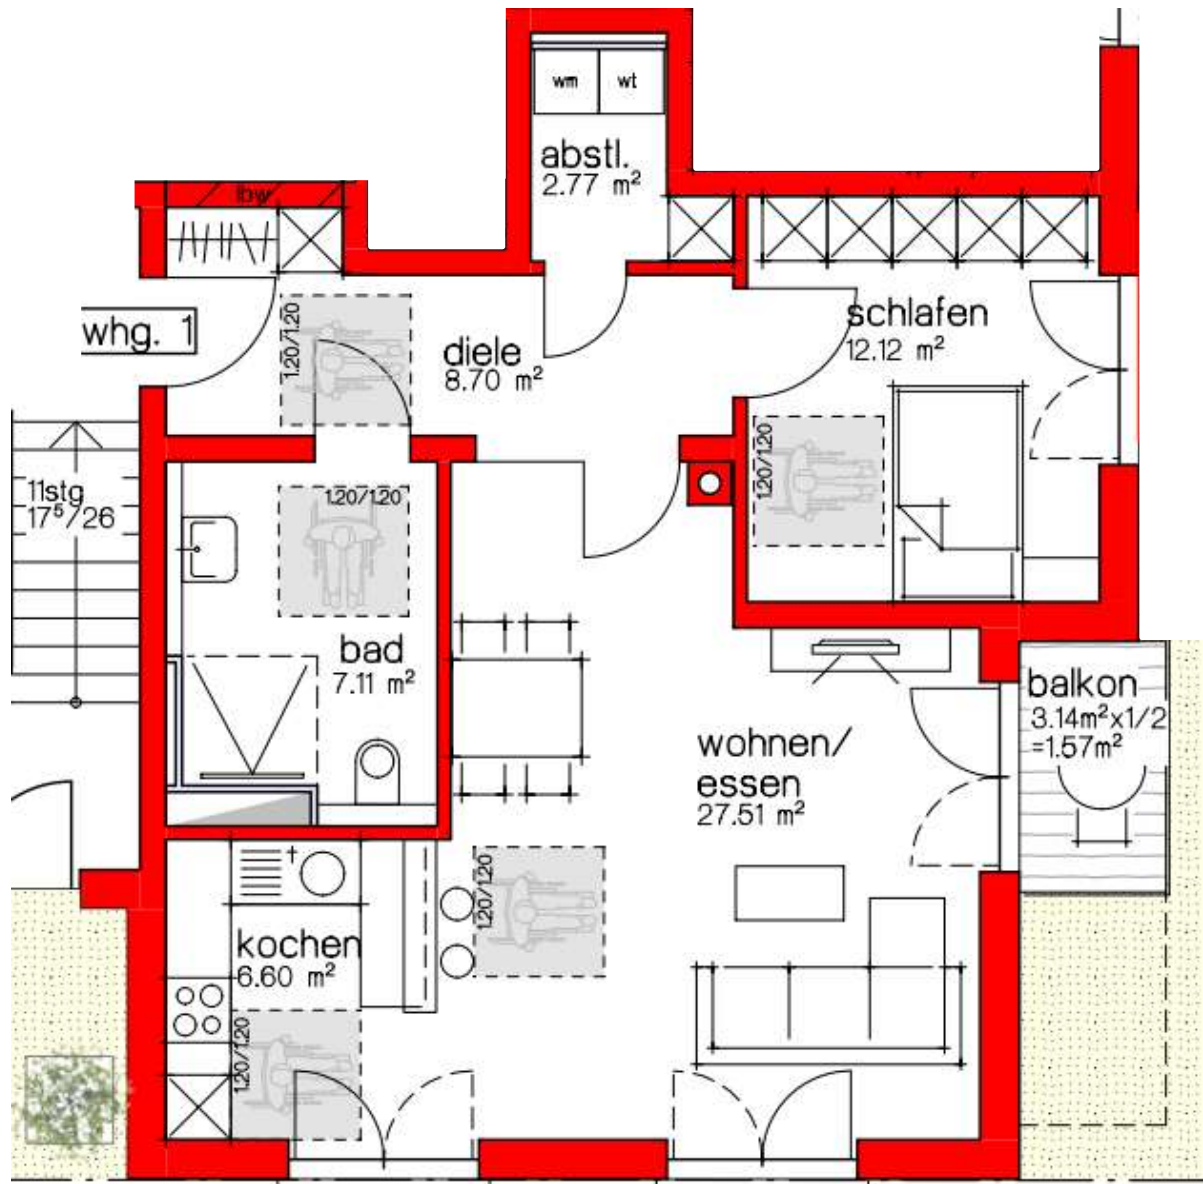 wm
wt
abstl.
2.77 m²
lbw
whg. 1
1.20/1.20
diele
8.70 m²
schlafen
12.12 m²
1.20/1.20
11stg
17⁵/26
1.20/1.20
bad
7.11 m²
balkon
3.14m²x1/2
=1.57m²
wohnen/
essen
27.51 m²
1.20/1.20
kochen
6.60 m²
1.20/1.20